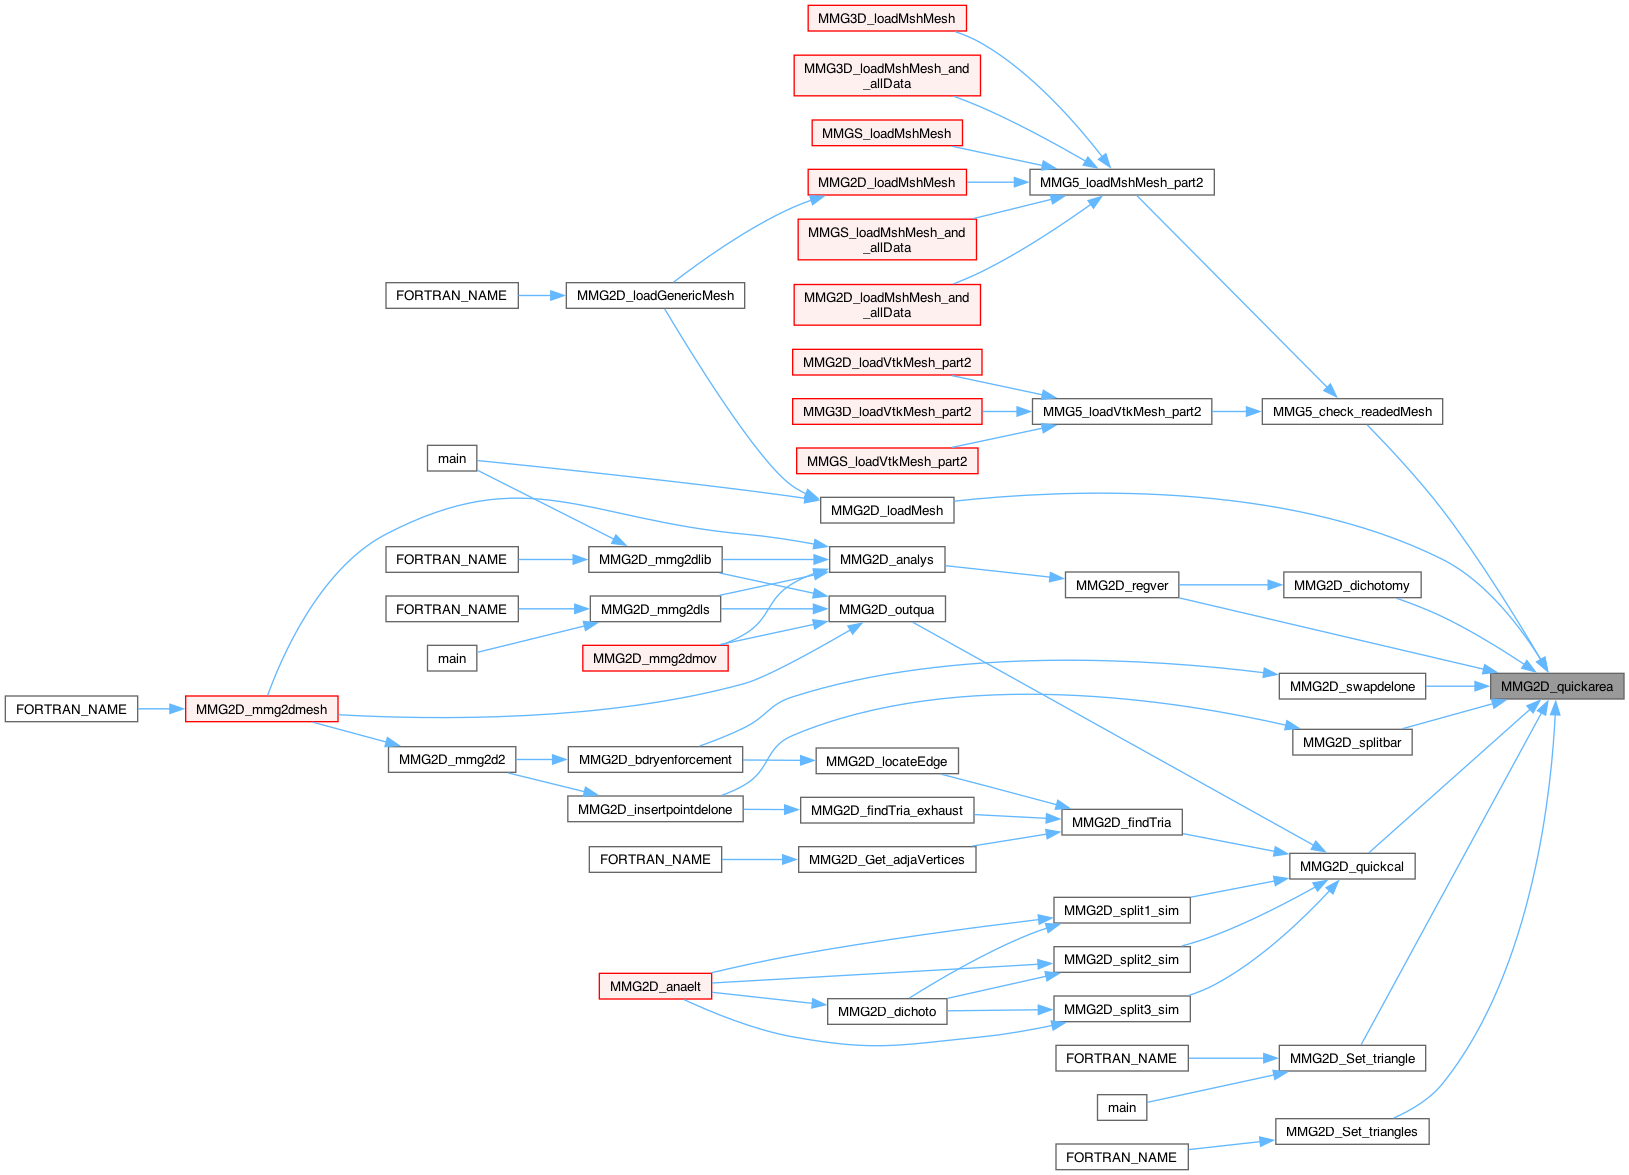 MMG3D_loadMshMesh
MMG3D_loadMshMesh_and
_allData
MMGS_loadMshMesh
MMG5_loadMshMesh_part2
MMG2D_loadMshMesh
MMGS_loadMshMesh_and
_allData
FORTRAN_NAME
MMG2D_loadGenericMesh
MMG2D_loadMshMesh_and
_allData
MMG2D_loadVtkMesh_part2
MMG3D_loadVtkMesh_part2
MMG5_loadVtkMesh_part2
MMG5_check_readedMesh
main
MMGS_loadVtkMesh_part2
MMG2D_loadMesh
FORTRAN_NAME
MMG2D_mmg2dlib
MMG2D_analys
MMG2D_regver
MMG2D_dichotomy
FORTRAN_NAME
MMG2D_mmg2dls
MMG2D_outqua
main
MMG2D_mmg2dmov
MMG2D_swapdelone
MMG2D_quickarea
FORTRAN_NAME
MMG2D_mmg2dmesh
MMG2D_splitbar
MMG2D_mmg2d2
MMG2D_bdryenforcement
MMG2D_locateEdge
MMG2D_insertpointdelone
MMG2D_findTria_exhaust
MMG2D_findTria
FORTRAN_NAME
MMG2D_Get_adjaVertices
MMG2D_quickcal
MMG2D_split1_sim
MMG2D_split2_sim
MMG2D_anaelt
MMG2D_dichoto
MMG2D_split3_sim
FORTRAN_NAME
MMG2D_Set_triangle
main
MMG2D_Set_triangles
FORTRAN_NAME